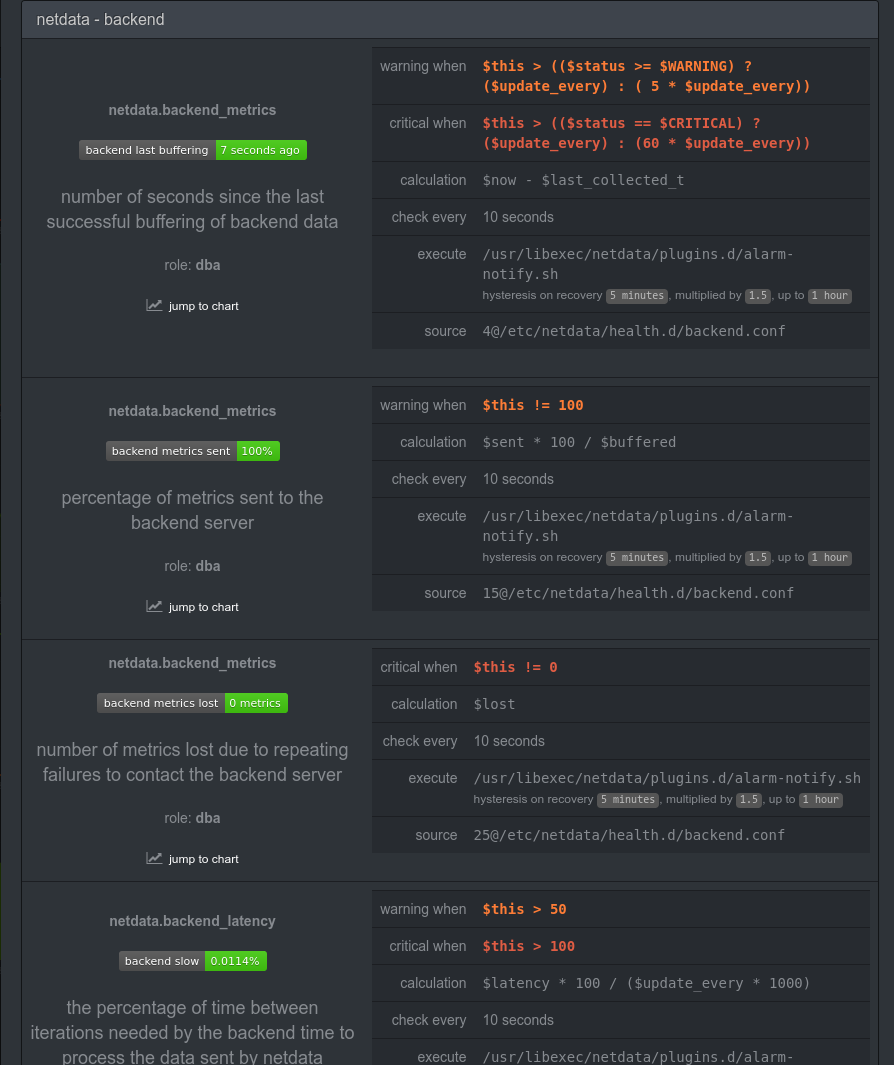 netdata - backend
netdata.backend_metrics
backend last buffering 7 seconds ago
number of seconds since the last
successful buffering of backend data
role: dba
jump to chart
warning when $this > (($status >= $WARNING) ?
($update_every) : ( 5 * $update_every))
critical when $this > (($status == $CRITICAL) ?
($update_every) : (60 * $update_every))
calculation $now - $last_collected_t
check every 10 seconds
execute /usr/libexec/netdata/plugins.d/alarm-
notify.sh
hysteresis on recovery 5 minutes, multiplied by 1.5, up to 1 hour
source 4@/etc/netdata/health.d/backend.conf
netdata.backend_metrics
backend metrics sent 100%
percentage of metrics sent to the
backend server
role: dba
jump to chart
warning when $this != 100
calculation $sent * 100 / $buffered
check every 10 seconds
execute /usr/libexec/netdata/plugins.d/alarm-
notify.sh
hysteresis on recovery 5 minutes, multiplied by 1.5, up to 1 hour
source 15@/etc/netdata/health.d/backend.conf
netdata.backend_metrics
backend metrics lost 0 metrics
number of metrics lost due to repeating
failures to contact the backend server
role: dba
jump to chart
critical when $this != 0
calculation $lost
check every 10 seconds
execute /usr/libexec/netdata/plugins.d/alarm-notify.sh
hysteresis on recovery 5 minutes, multiplied by 1.5, up to 1 hour
source 25@/etc/netdata/health.d/backend.conf
netdata.backend_latency
backend slow 0.0114%
the percentage of time between
iterations needed by the backend time to
process the data sent by netdata
warning when $this > 50
critical when $this > 100
calculation $latency * 100 / ($update_every * 1000)
check every 10 seconds
execute /usr/libexec/netdata/plugins.d/alarm-